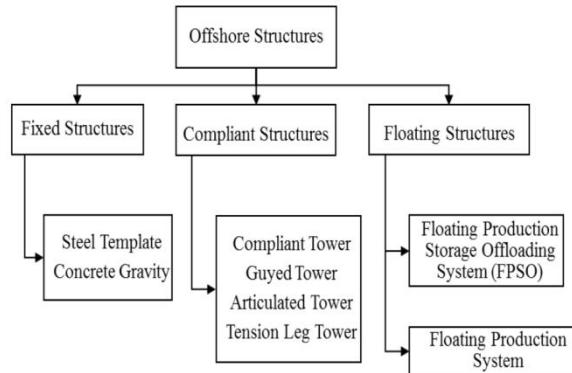 Offshore Structures
Fixed Structures
Compliant Structures
Floating Structures
Steel Template
Concrete Gravity
Compliant Tower
Guyed Tower
Articulated Tower
Tension Leg Tower
Floating Production
Storage Offloading
System (FPSO)
Floating Production
System